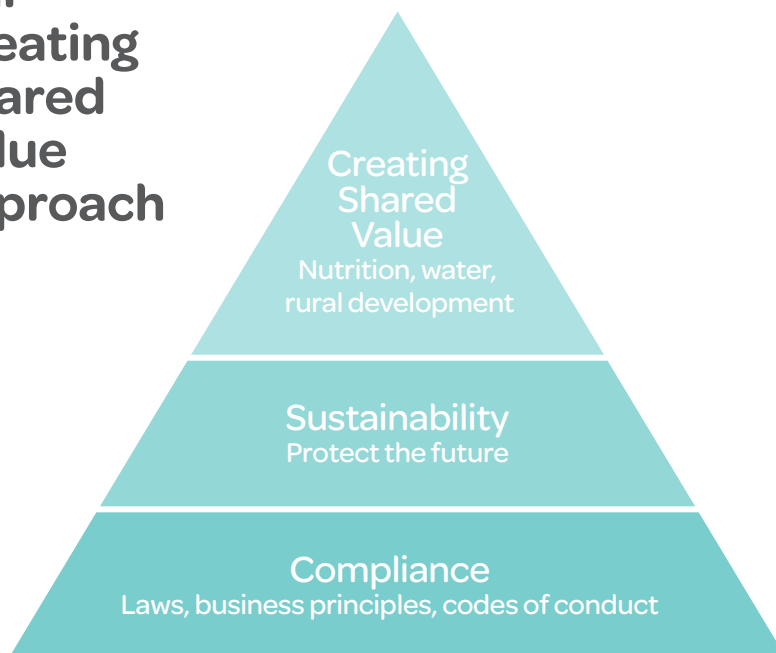 eating
ared
lue
proach
Creating
Shared
Value
Nutrition, water,
rural development
Sustainability
Protect the future
Compliance
Laws, business principles, codes of conduct